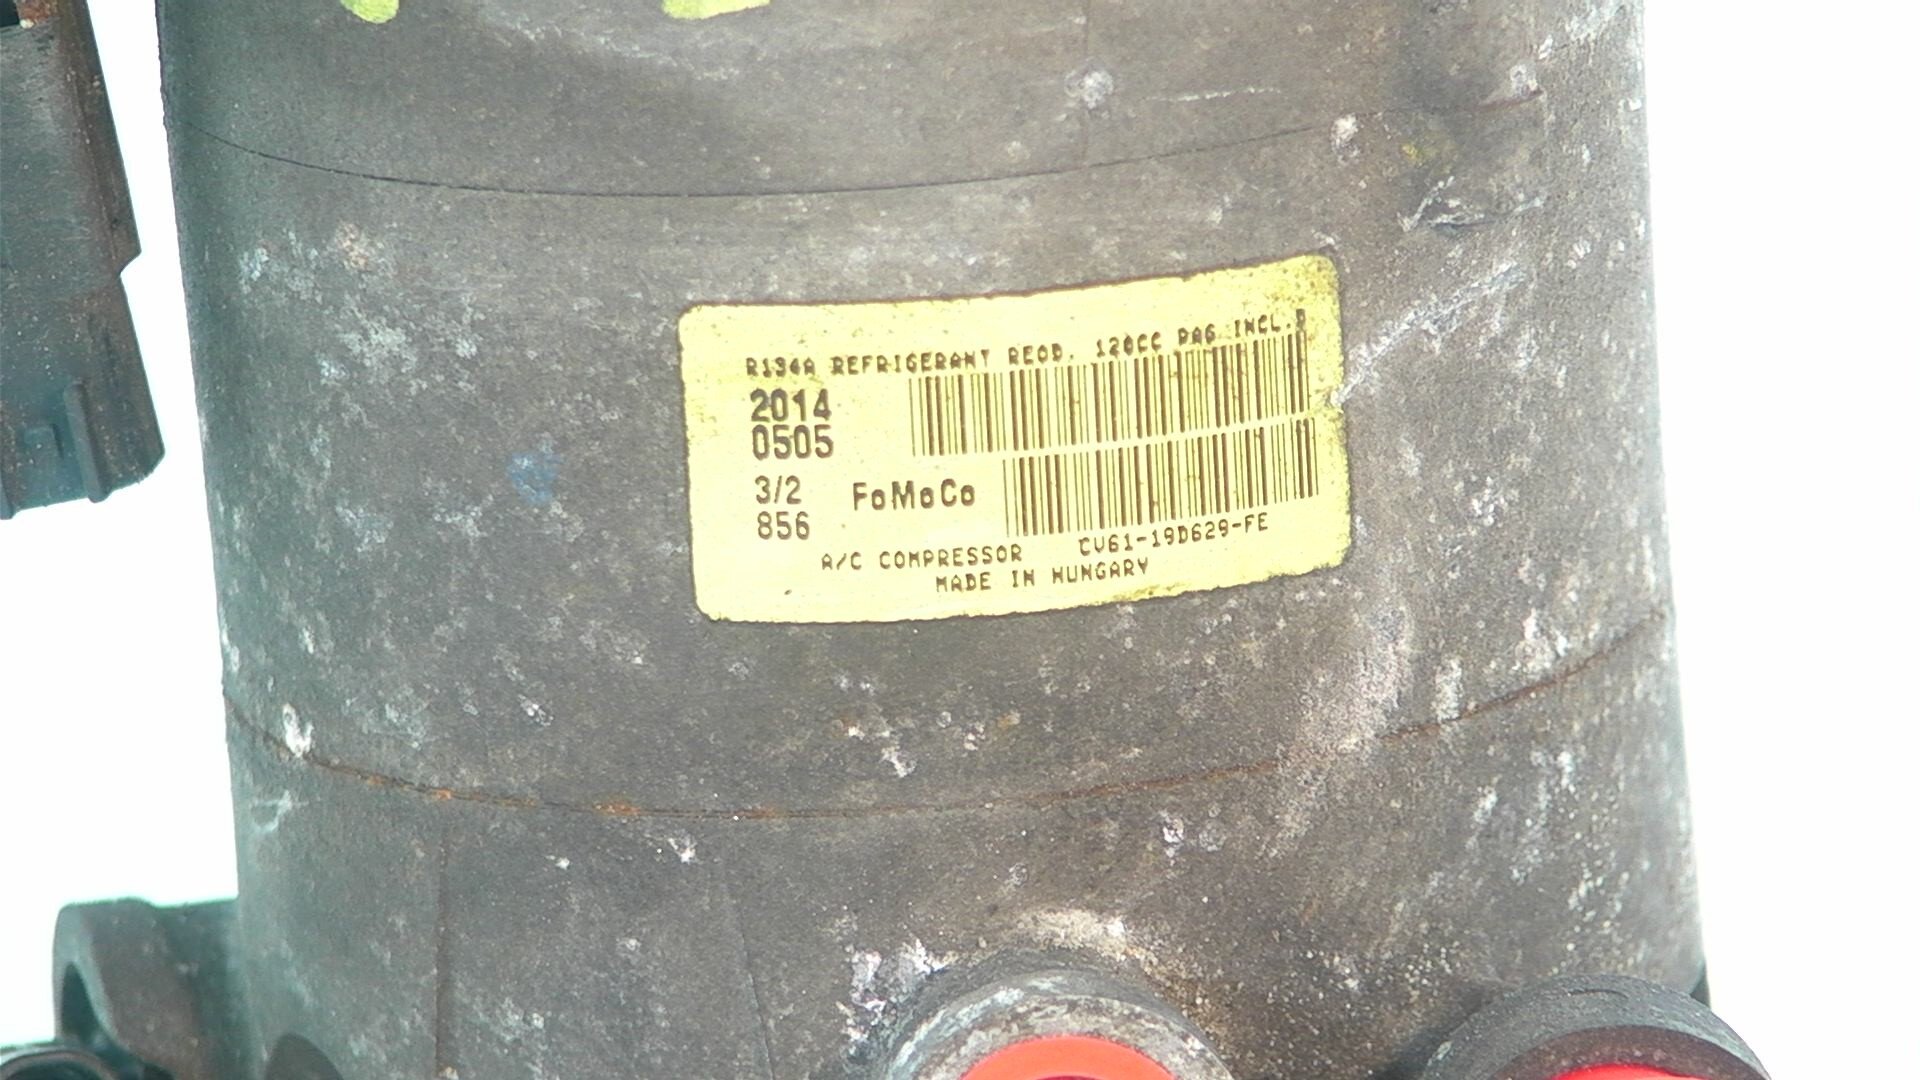 R134A REFRIGERANT REQD. 120CC PAG INCL.
2014
0505
3/2
856
FoMoCo
A/C COMPRESSOR CV61-19D629-FE
MADE IN HUNGARY